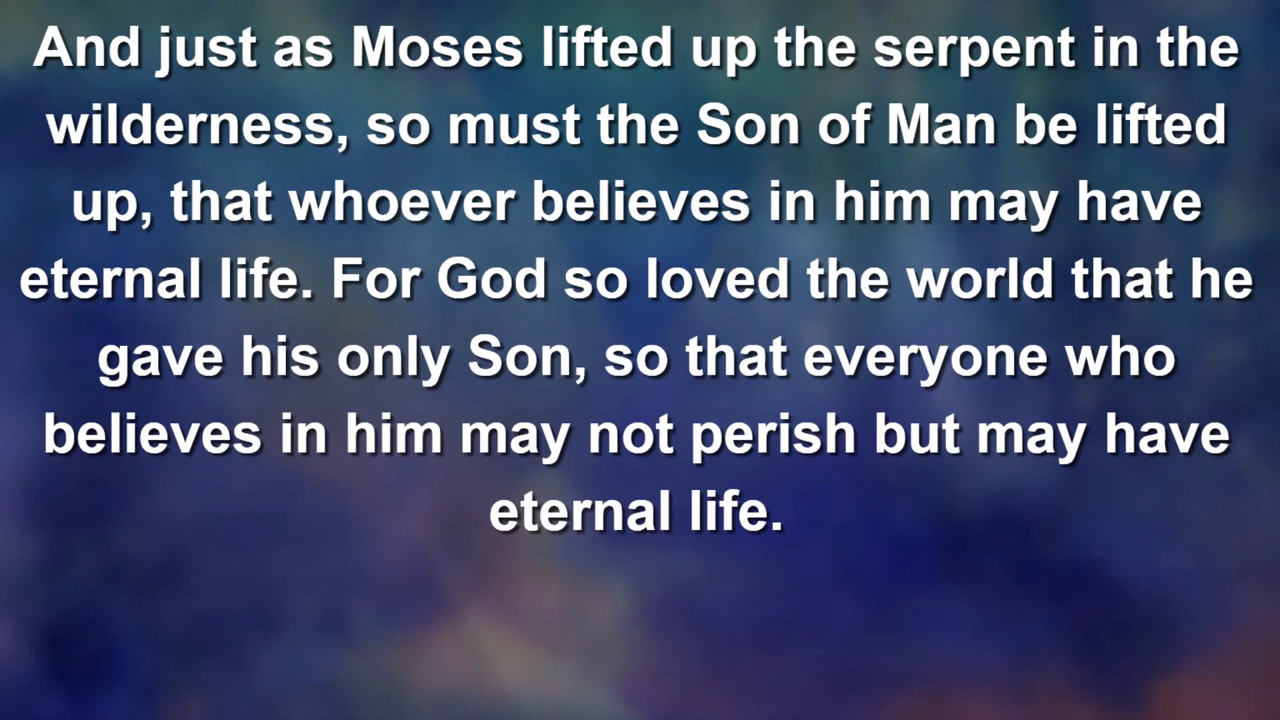 And just as Moses lifted up the serpent in the
wilderness, so must the Son of Man be lifted
up, that whoever believes in him may have
eternal life. For God so loved the world that he
gave his only Son, so that everyone who
believes in him may not perish but may have
eternal life.